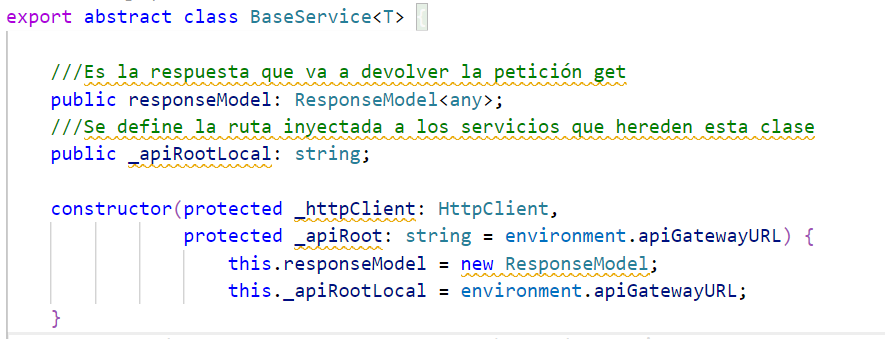 export abstract class BaseService<T> {
///Es la respuesta que va a devolver la petición get
public responseModel: ResponseModel<any>;
///Se define la ruta inyectada a los servicios que hereden esta clase
public _apiRootLocal: string;
constructor(protected _httpClient: HttpClient,
protected _apiRoot: string = environment.apiGatewayURL) {
this.responseModel = new ResponseModel;
this._apiRootLocal = environment.apiGatewayURL;
}